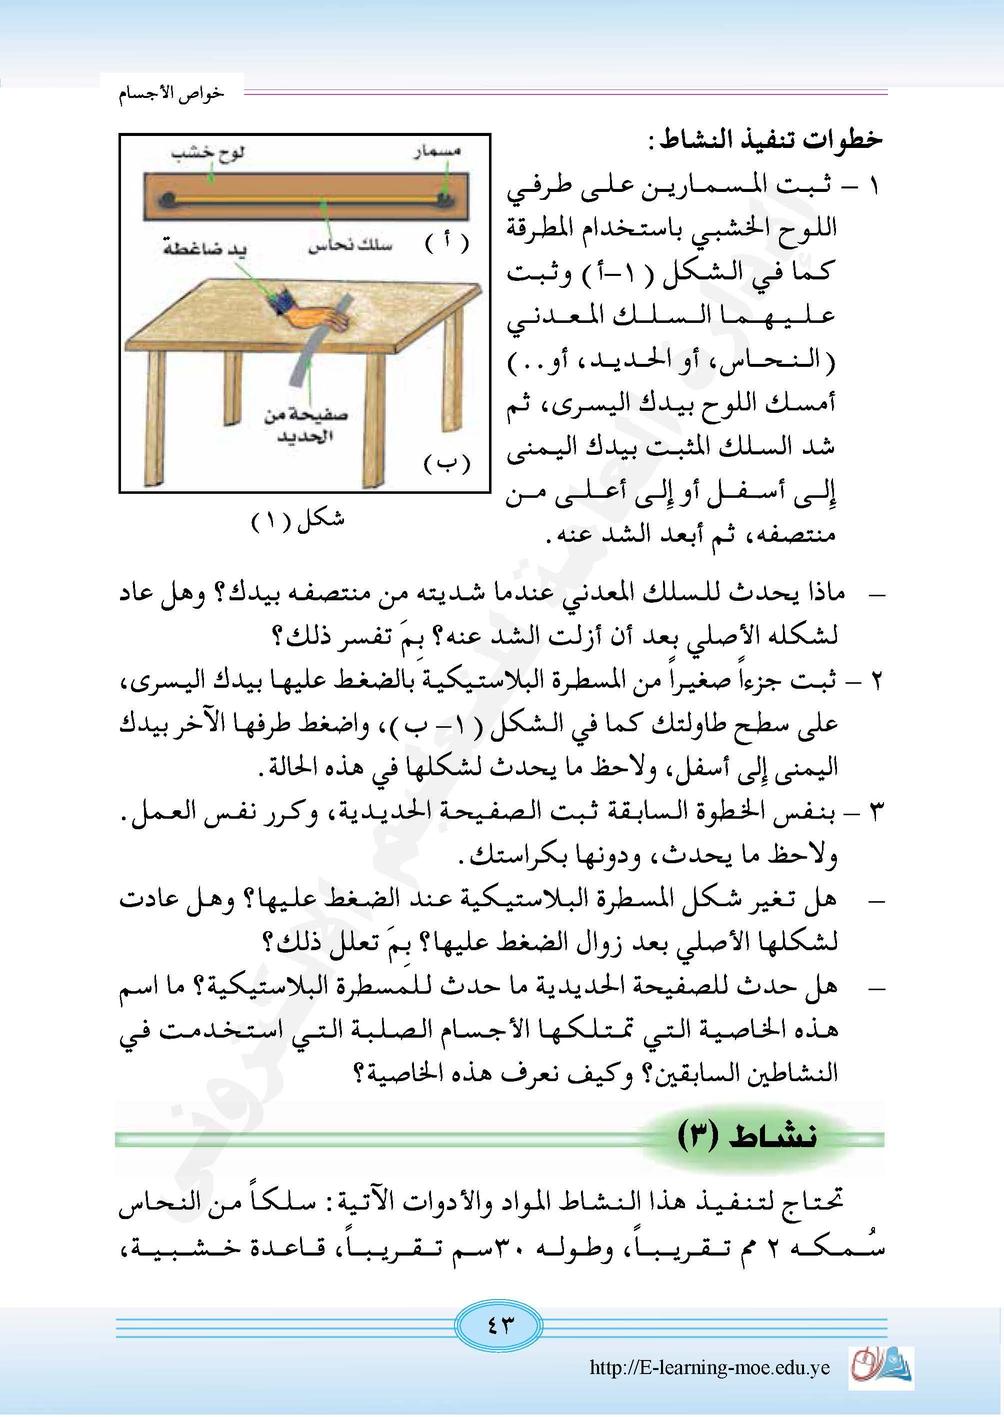 خواص الأجسام
خطوات تنفيذ النشاط:
١ – ثبت المسمارين على طرفي
اللوح الخشبي باستخدام المطرقة
كما في الشكل (١-أ) وثبت
عليهما السلك المعدني
(النحاس، أو الحديد، أو..)
أمسك اللوح بيدك اليسرى، ثم
شد السلك المثبت بيدك اليمنى
إلى أسفل أو إلى أعلى من
منتصفه، ثم أبعد الشد عنه.
مسمار
لوح خشب
سلك نحاس
(أ)
يد ضاغطة
صفيحة من
الحديد
(ب)
شكل (١)
– ماذا يحدث للسلك المعدني عندما شديته من منتصفه بيدك؟ وهل عاد
لشكله الأصلي بعد أن أزلت الشد عنه؟ بِمَ تفسر ذلك؟
٢ – ثبت جزءاً صغيراً من المسطرة البلاستيكية بالضغط عليها بيدك اليسرى،
على سطح طاولتك كما في الشكل (١- ب)، واضغط طرفها الآخر بيدك
اليمنى إلى أسفل، ولاحظ ما يحدث لشكلها في هذه الحالة.
٣ – بنفس الخطوة السابقة ثبت الصفيحة الحديدية، وكرر نفس العمل.
ولاحظ ما يحدث، ودونها بكراستك.
– هل تغير شكل المسطرة البلاستيكية عند الضغط عليها؟ وهل عادت
لشكلها الأصلي بعد زوال الضغط عليها؟ بِمَ تعلل ذلك؟
– هل حدث للصفيحة الحديدية ما حدث للمسطرة البلاستيكية؟ ما اسم
هذه الخاصية التي تمتلكها الأجسام الصلبة التي استخدمت في
النشاطين السابقين؟ وكيف نعرف هذه الخاصية؟
نشاط (٣)
تحتاج لتنفيذ هذا النشاط المواد والأدوات الآتية: سلكاً من النحاس
سُمكه ٢ مم تقريباً، وطوله ٣٠سم تقريباً، قاعدة خشبية،
٤٣
http://E-learning-moe.edu.ye
الإدارة العامة للتعليم الالكتروني